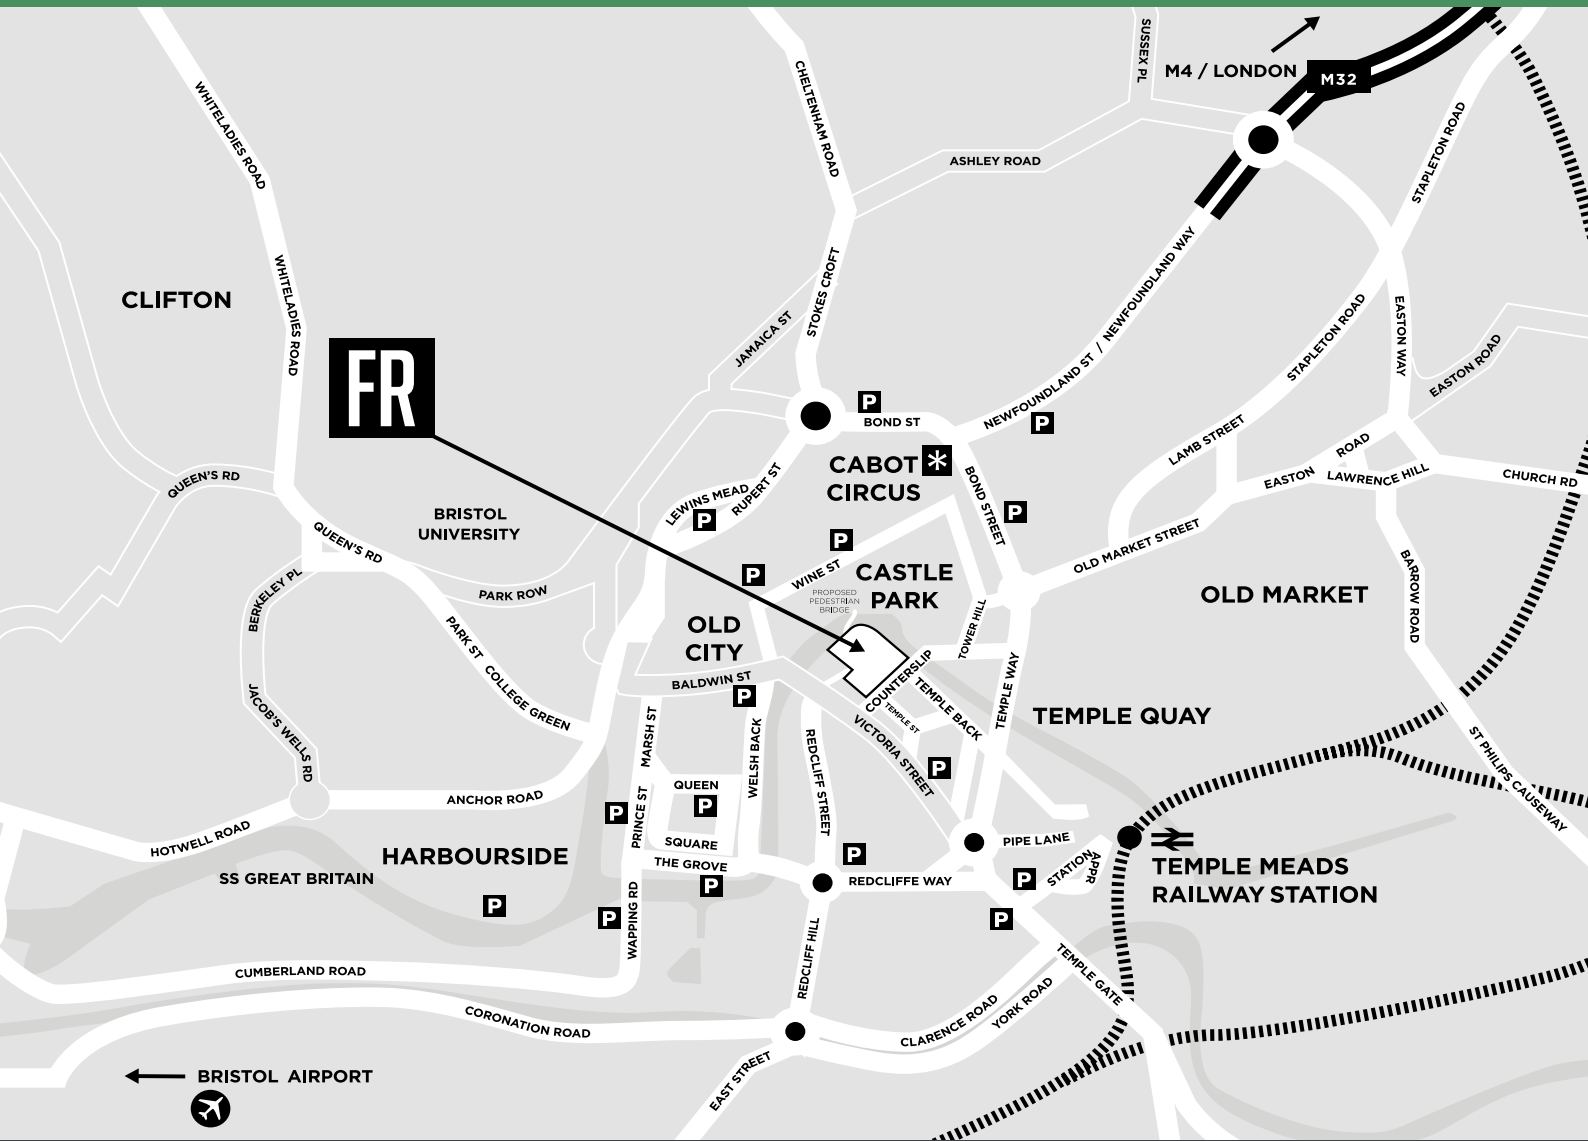 SUSSEX PL
M4 / LONDON
M32
WHITELADIES ROAD
CHELTENHAM ROAD
ASHLEY ROAD
STAPLETON ROAD
WHITELADIES ROAD
CLIFTON
STOKES CROFT
JAMAICA ST
NEWFOUNDLAND ST / NEWFOUNDLAND WAY
STAPLETON ROAD
EASTON WAY
EASTON ROAD
FR
P
BOND ST
P
CABOT
CIRCUS
*
LAMB STREET
EASTON
ROAD
LAWRENCE HILL
CHURCH RD
QUEEN'S RD
BRISTOL
UNIVERSITY
LEWINS MEAD
RUPERT ST
P
BOND STREET
P
QUEEN'S RD
P
WINE ST
P
CASTLE
PARK
OLD MARKET STREET
OLD MARKET
BARROW ROAD
BERKELEY PL
PARK ROW
PROPOSED
PEDESTRIAN
BRIDGE
TOWER HILL
PARK ST
OLD
CITY
BALDWIN ST
P
COUNTERSLIP
TEMPLE BACK
TEMPLE ST
TEMPLE WAY
TEMPLE QUAY
JACOB'S WELLS RD
COLLEGE GREEN
MARSH ST
WELSH BACK
REDCLIFF STREET
VICTORIA STREET
P
ST PHILIPS CAUSEWAY
ANCHOR ROAD
QUEEN
P
SQUARE
P
PRINCE ST
HOTWELL ROAD
HARBOURSIDE
THE GROVE
P
P
PIPE LANE
STATION
APPR
TEMPLE MEADS
RAILWAY STATION
SS GREAT BRITAIN
P
P
WAPPING RD
REDCLIFFE WAY
P
P
REDCLIFF HILL
CUMBERLAND ROAD
TEMPLE GATE
CORONATION ROAD
CLARENCE ROAD
YORK ROAD
BRISTOL AIRPORT
EAST STREET